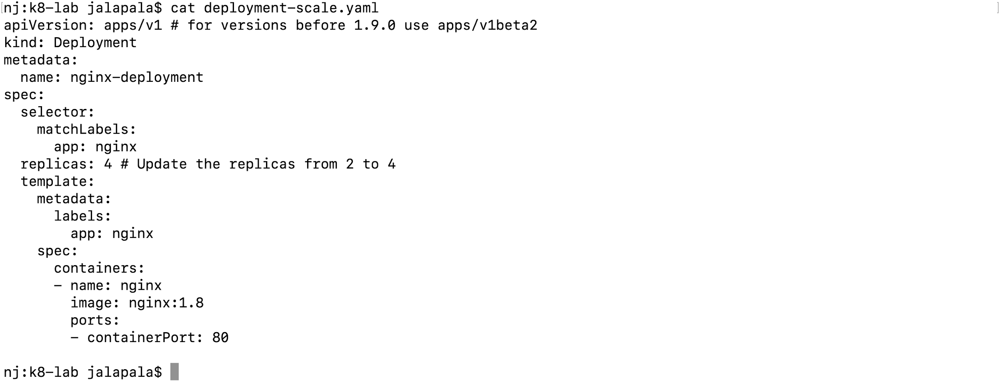 nj:k8-lab jalapala$ cat deployment-scale.yaml
apiVersion: apps/v1 # for versions before 1.9.0 use apps/v1beta2
kind: Deployment
metadata:
  name: nginx-deployment
spec:
  selector:
    matchLabels:
      app: nginx
  replicas: 4 # Update the replicas from 2 to 4
  template:
    metadata:
      labels:
        app: nginx
    spec:
      containers:
      - name: nginx
        image: nginx:1.8
        ports:
        - containerPort: 80

nj:k8-lab jalapala$